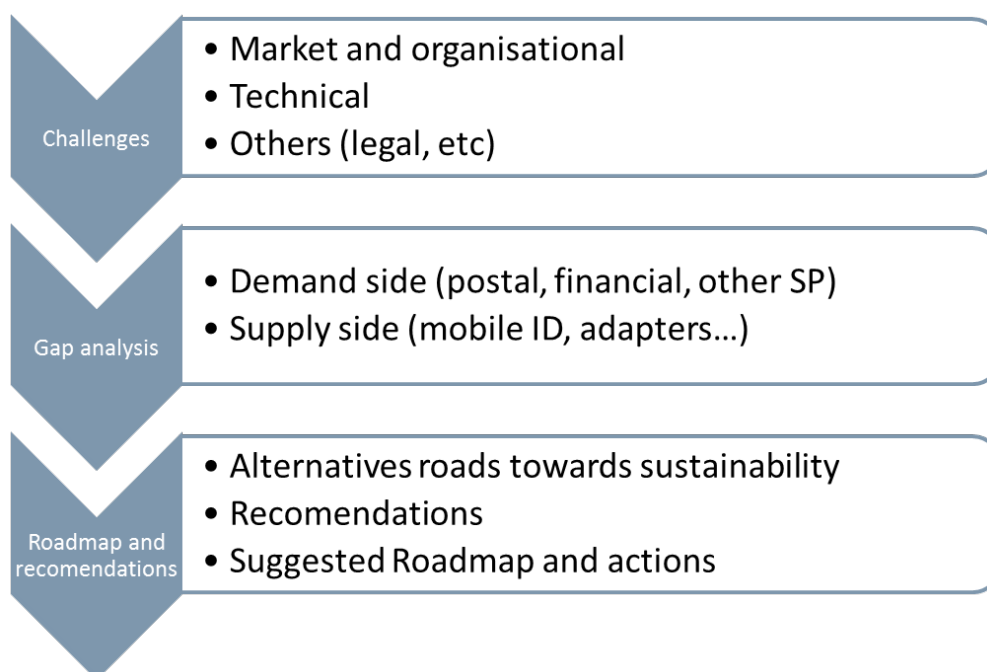 Challenges
• Market and organisational
• Technical
• Others (legal, etc)
Gap analysis
• Demand side (postal, financial, other SP)
• Supply side (mobile ID, adapters...)
Roadmap and
recomendations
• Alternatives roads towards sustainability
• Recomendations
• Suggested Roadmap and actions